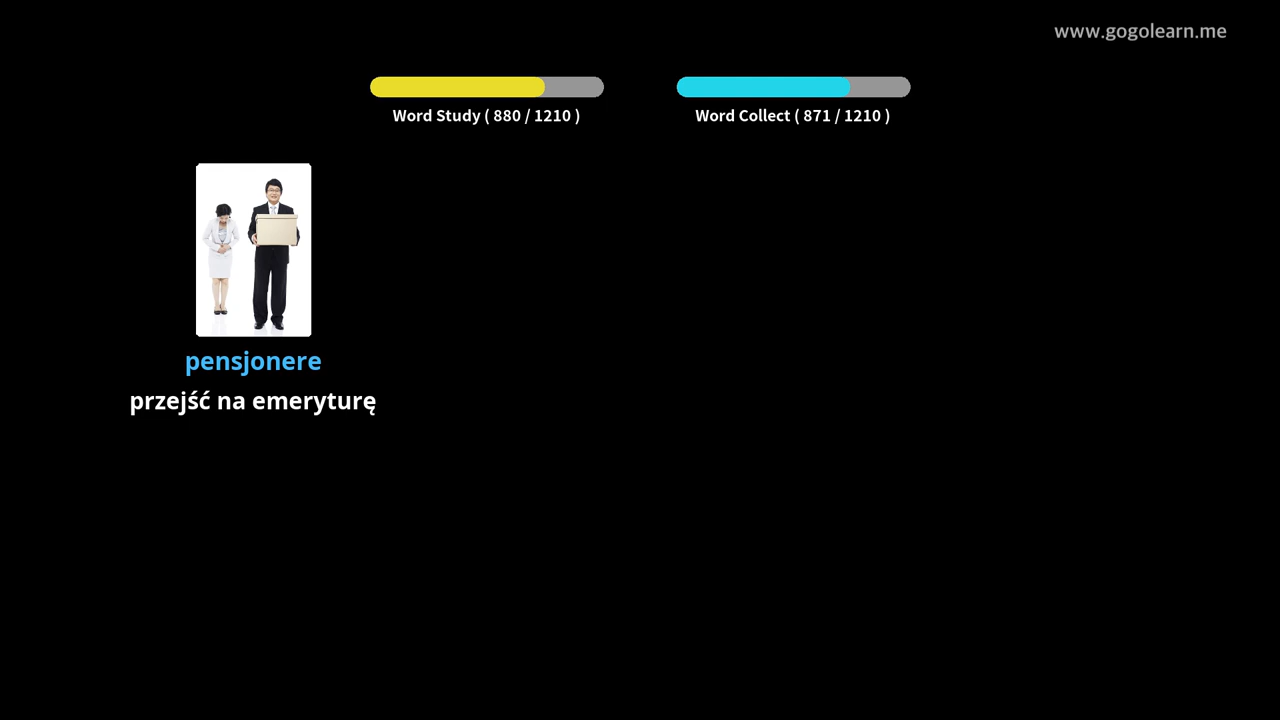 www.gogolearn.me
Word Study ( 880 / 1210 )
Word Collect ( 871 / 1210 )
pensjonere
przejść na emeryturę